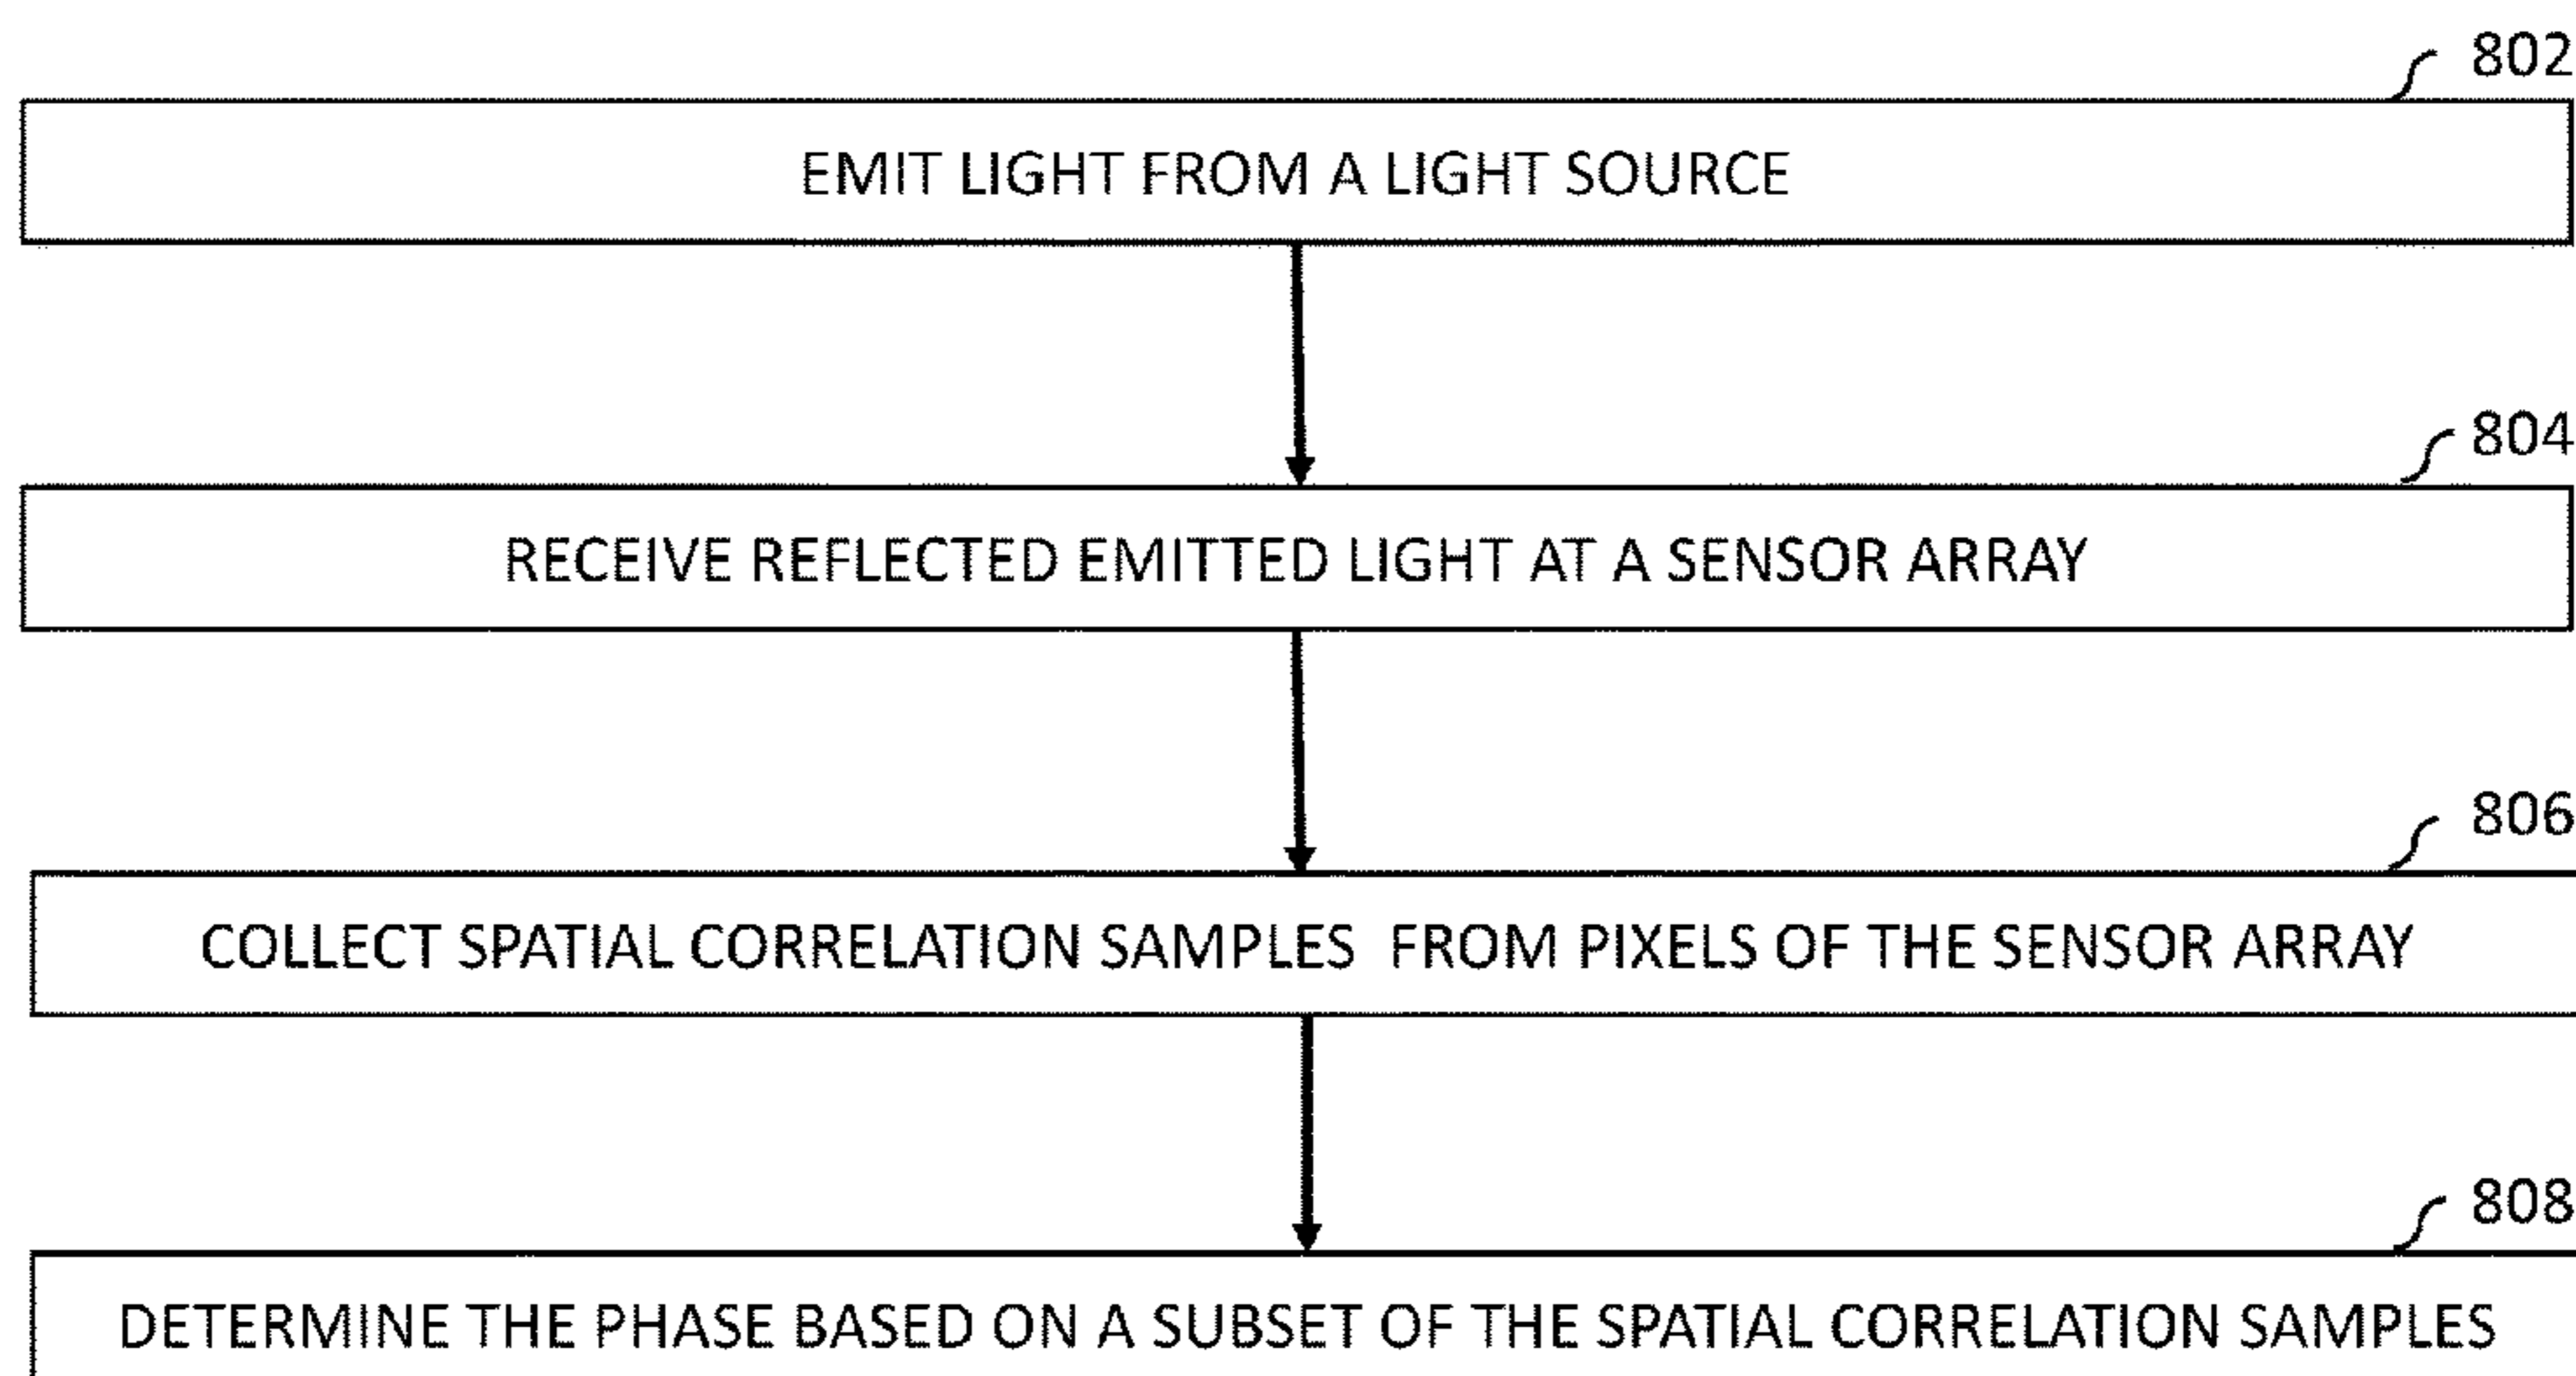 802
EMIT LIGHT FROM A LIGHT SOURCE
804
RECEIVE REFLECTED EMITTED LIGHT AT A SENSOR ARRAY
806
COLLECT SPATIAL CORRELATION SAMPLES FROM PIXELS OF THE SENSOR ARRAY
808
DETERMINE THE PHASE BASED ON A SUBSET OF THE SPATIAL CORRELATION SAMPLES